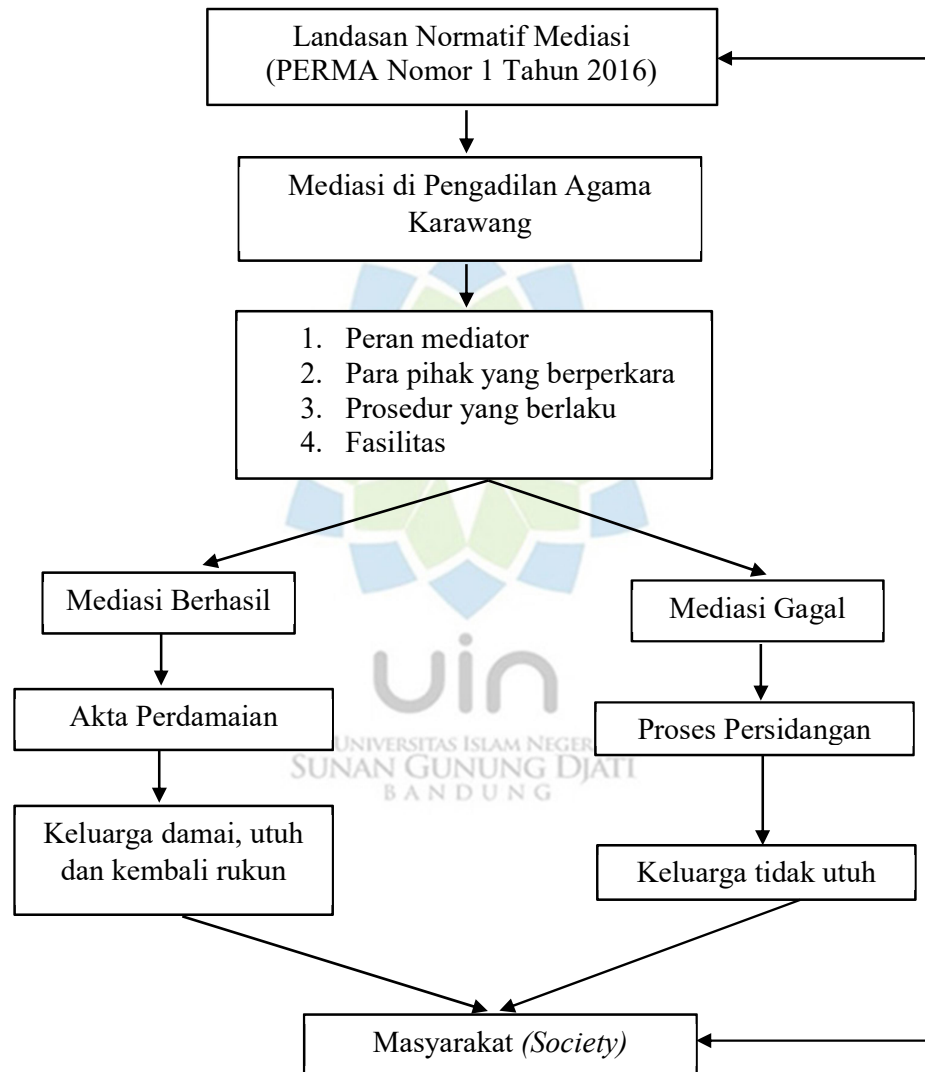 Landasan Normatif Mediasi
(PERMA Nomor 1 Tahun 2016)
Mediasi di Pengadilan Agama
Karawang
1. Peran mediator
2. Para pihak yang berperkara
3. Prosedur yang berlaku
4. Fasilitas
Mediasi Berhasil
Mediasi Gagal
Akta Perdamaian
Proses Persidangan
uin
UNIVERSITAS ISLAM NEGERI
SUNAN GUNUNG DJATI
BANDUNG
Keluarga damai, utuh
dan kembali rukun
Keluarga tidak utuh
Masyarakat (Society)